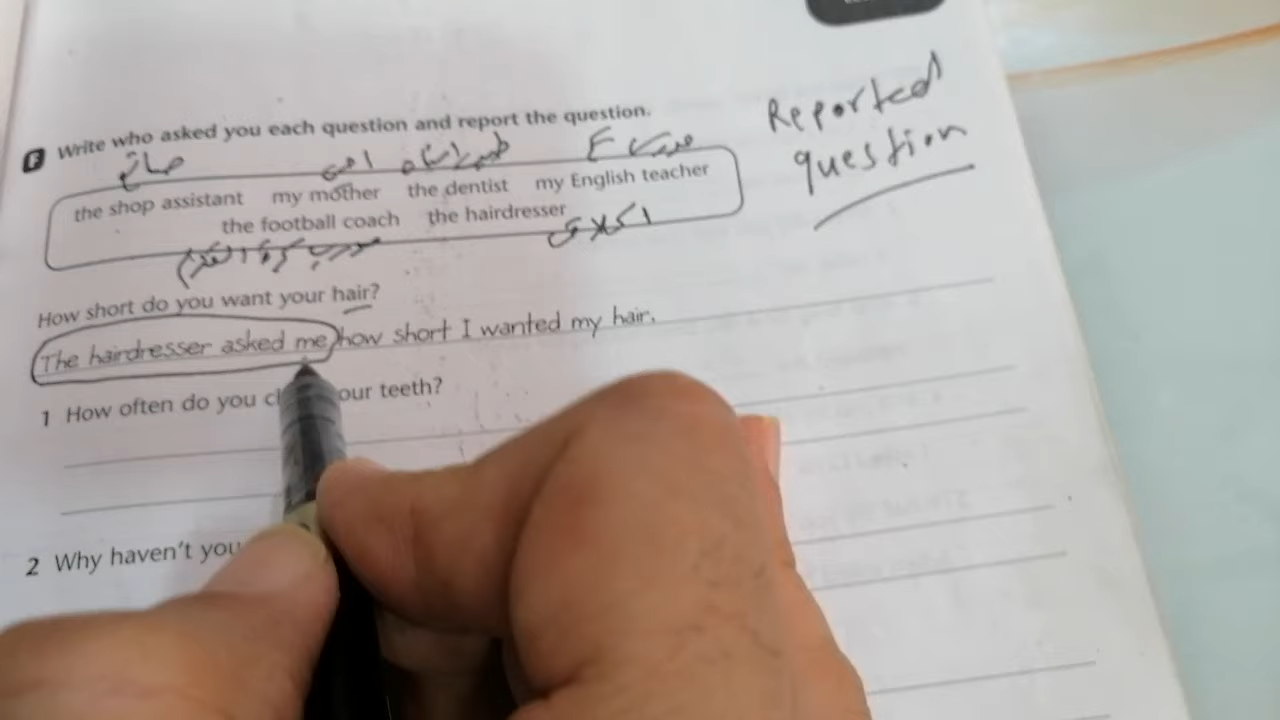 F Write who asked you each question and report the question.
Reported
question
امي
the shop assistant my mother the dentist my English teacher
the football coach the hairdresser
How short do you want your hair?
The hairdresser asked me how short I wanted my hair.
1 How often do you cl our teeth?
2 Why haven't you